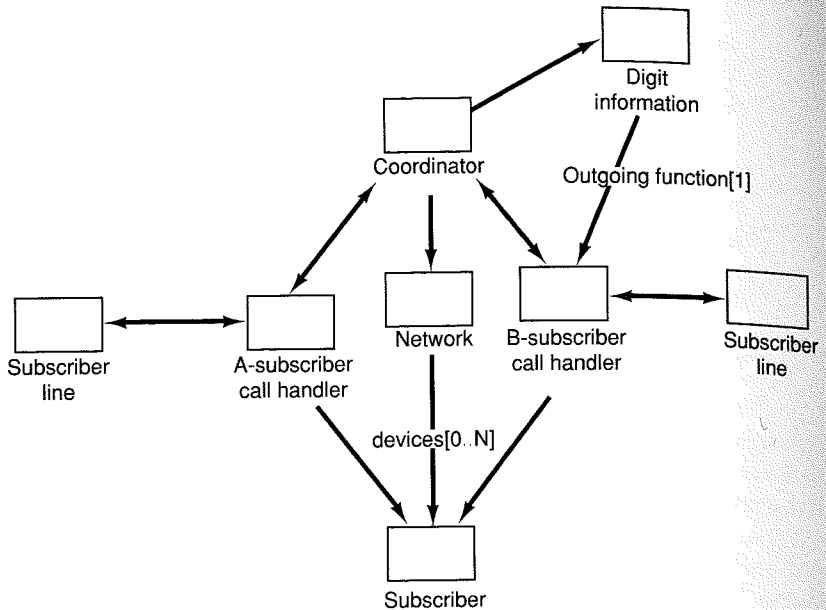 Digit
information
Coordinator
Outgoing function[1]
Network
B-subscriber
call handler
Subscriber
line
A-subscriber
call handler
Subscriber
line
devices[0..N]
Subscriber